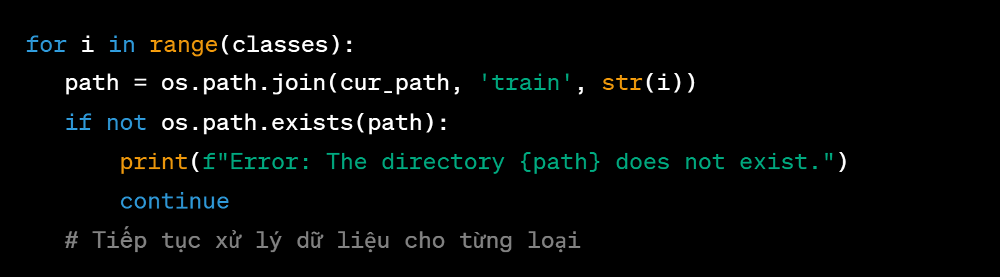 for i in range(classes):
path = os.path.join(cur_path, 'train', str(i))
if not os.path.exists(path):
print(f"Error: The directory {path} does not exist.")
continue
# Tiếp tục xử lý dữ liệu cho từng loại